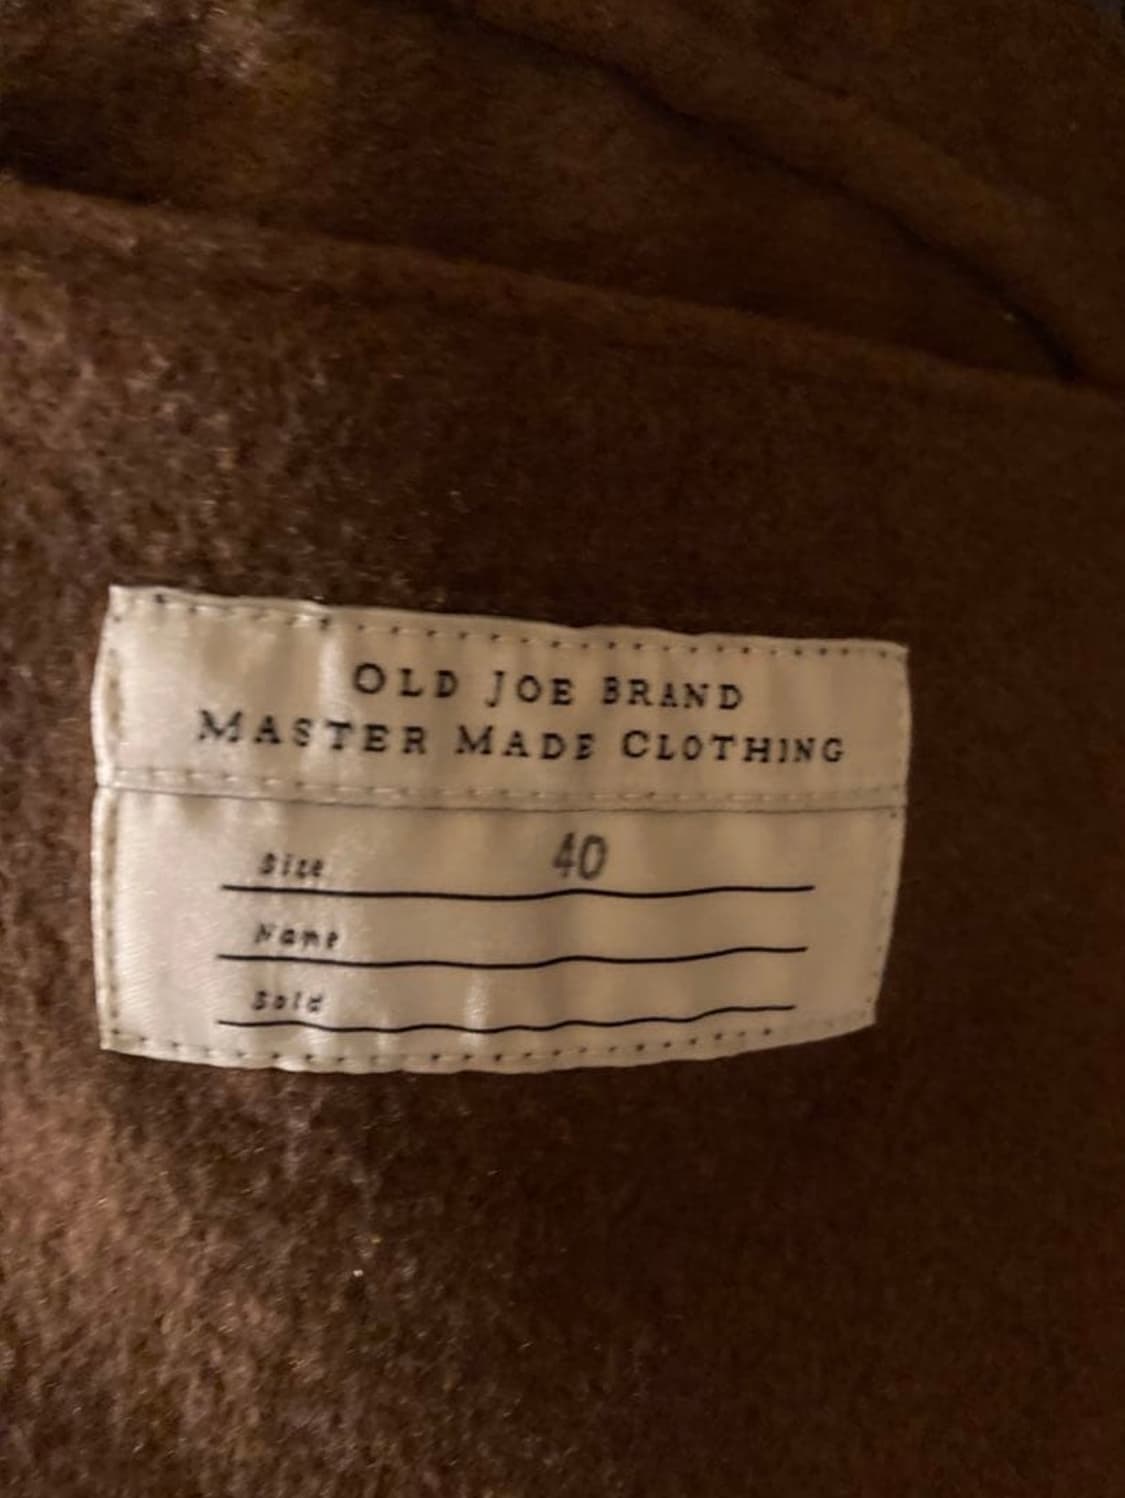 OLD JOE BRAND
MASTER MADE CLOTHING
Size 40
Name
Sold